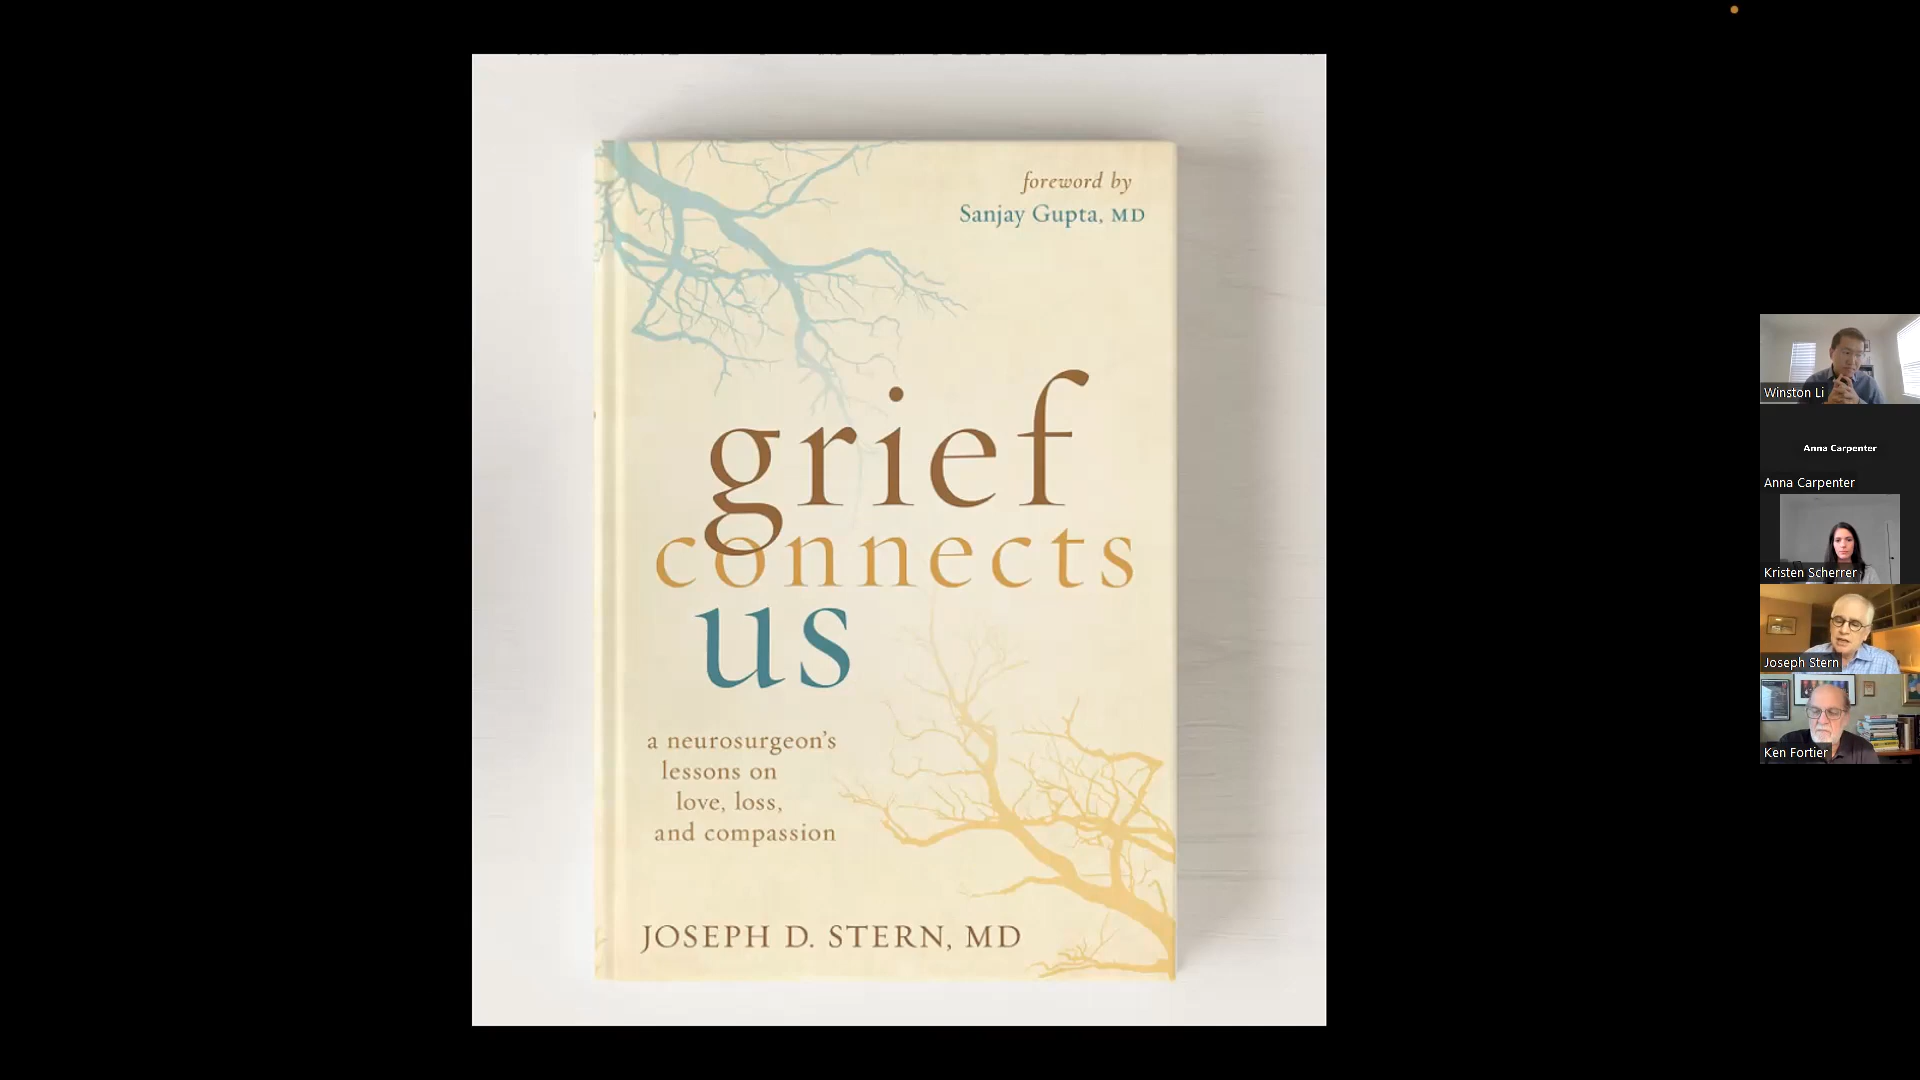 foreword by
Sanjay Gupta, MD
grief
connects
us
a neurosurgeon's
lessons on
love, loss,
and compassion
JOSEPH D. STERN, MD
Winston Li
Anna Carpenter
Anna Carpenter
Kristen Scherrer
Joseph Stern
Ken Fortier